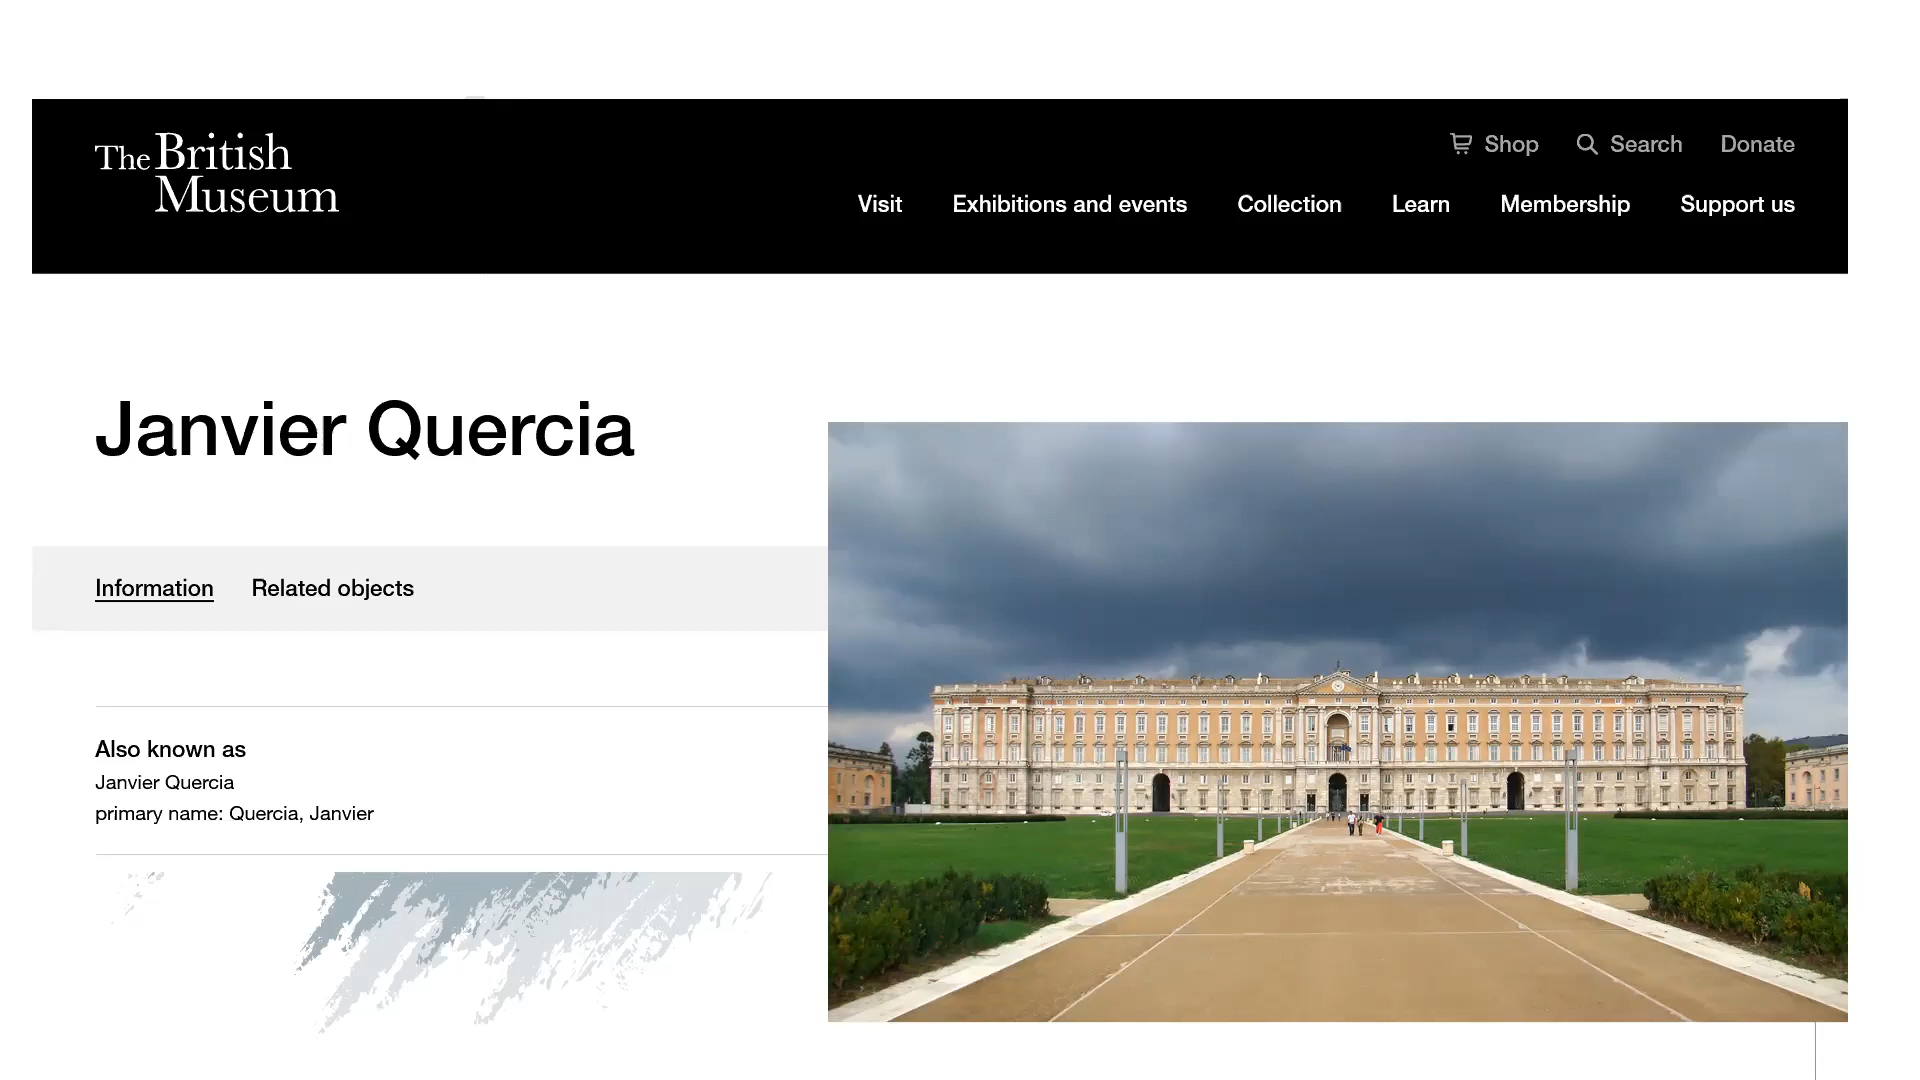 The British
Museum
Shop Search Donate
Visit Exhibitions and events Collection Learn Membership Support us
Janvier Quercia
Information Related objects
Also known as
Janvier Quercia
primary name: Quercia, Janvier